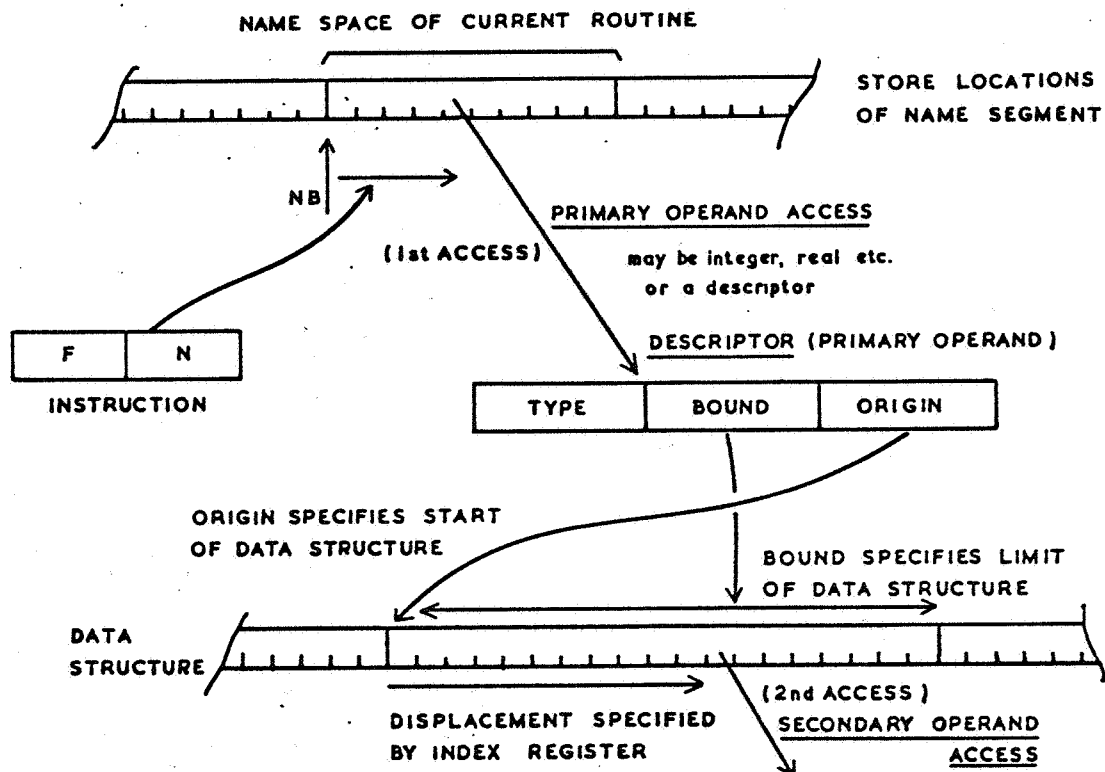 NAME SPACE OF CURRENT ROUTINE
STORE LOCATIONS
OF NAME SEGMENT
NB
PRIMARY OPERAND ACCESS
(1st ACCESS)
may be integer, real etc.
or a descriptor
F
N
INSTRUCTION
DESCRIPTOR (PRIMARY OPERAND)
TYPE
BOUND
ORIGIN
ORIGIN SPECIFIES START
OF DATA STRUCTURE
BOUND SPECIFIES LIMIT
OF DATA STRUCTURE
DATA
STRUCTURE
DISPLACEMENT SPECIFIED
BY INDEX REGISTER
(2nd ACCESS)
SECONDARY OPERAND
ACCESS